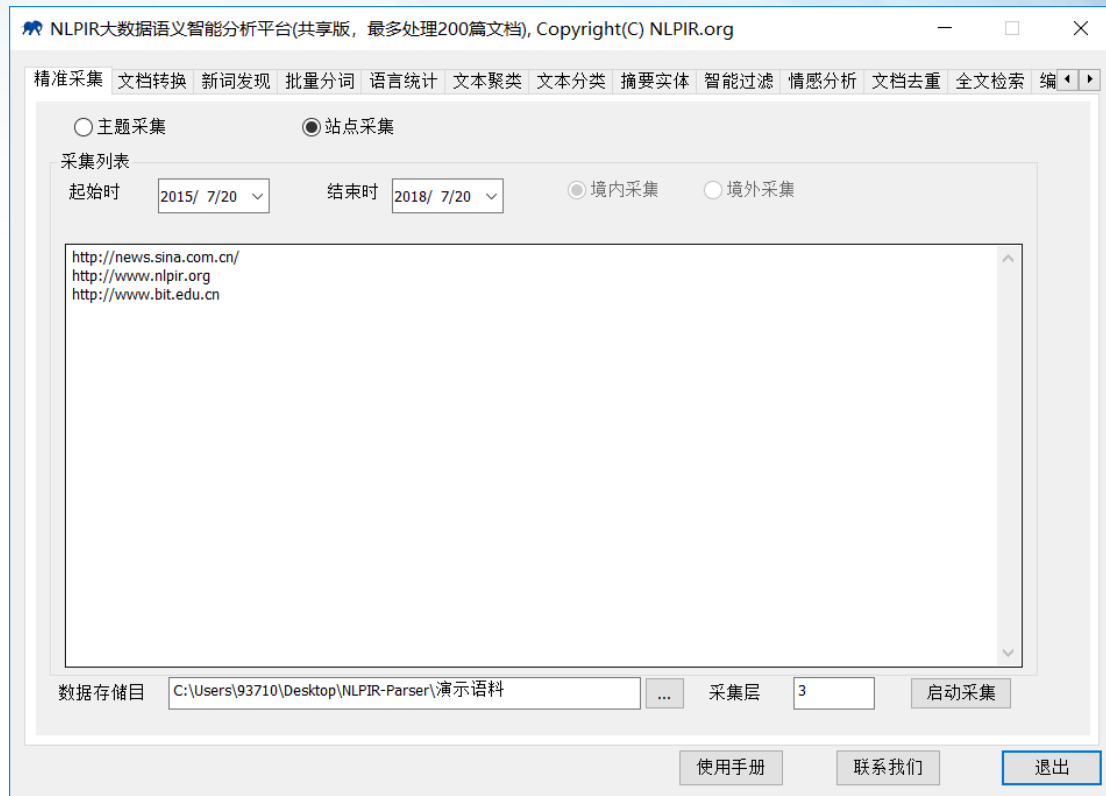 NLPIR大数据语义智能分析平台(共享版，最多处理200篇文档), Copyright(C) NLPIR.org
精准采集 文档转换 新词发现 批量分词 语言统计 文本聚类 文本分类 摘要实体 智能过滤 情感分析 文档去重 全文检索 编
主题采集 站点采集
采集列表
起始时 2015/ 7/20 结束时 2018/ 7/20 境内采集 境外采集
http://news.sina.com.cn/
http://www.nlpir.org
http://www.bit.edu.cn
数据存储目 C:\Users\93710\Desktop\NLPIR-Parser\演示语料 ... 采集层 3 启动采集
使用手册 联系我们 退出